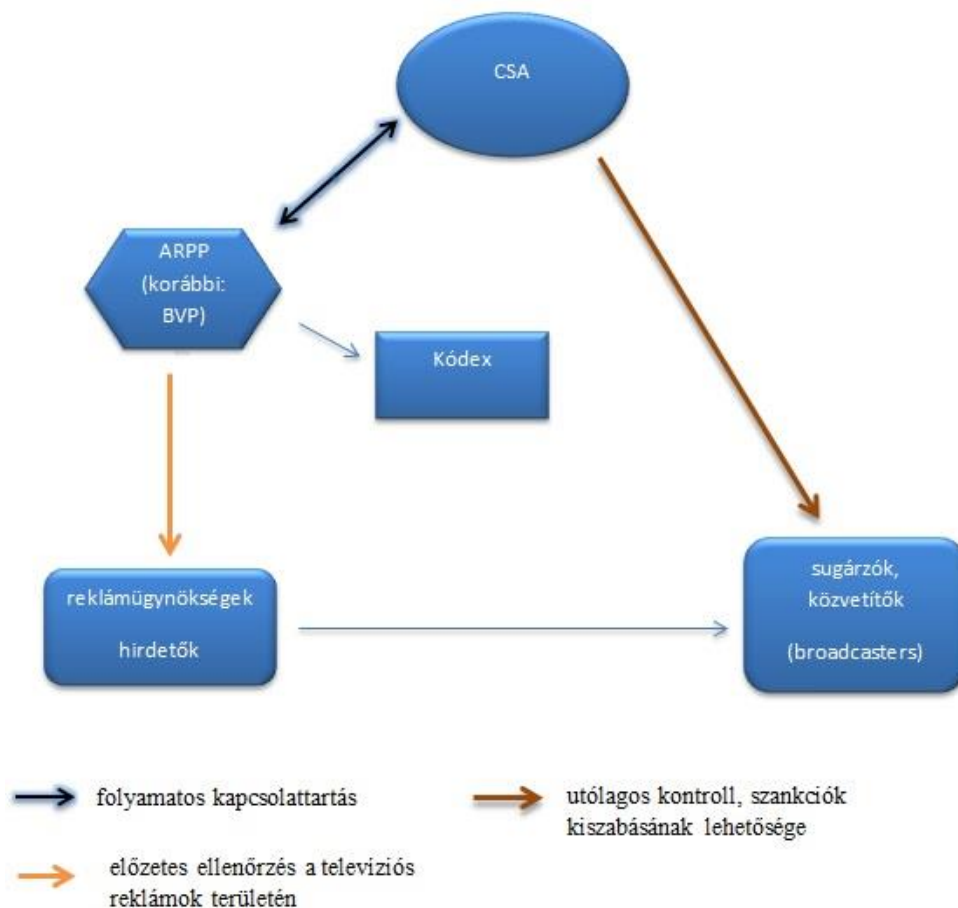 CSA
ARPP
(korábbi:
BVP)
Kódex
reklámügynökségek
hirdetők
sugárzók,
közvetítők
(broadcasters)
folyamatos kapcsolattartás
utólagos kontroll, szankciók
kiszabásának lehetősége
előzetes ellenőrzés a televíziós
reklámok területén